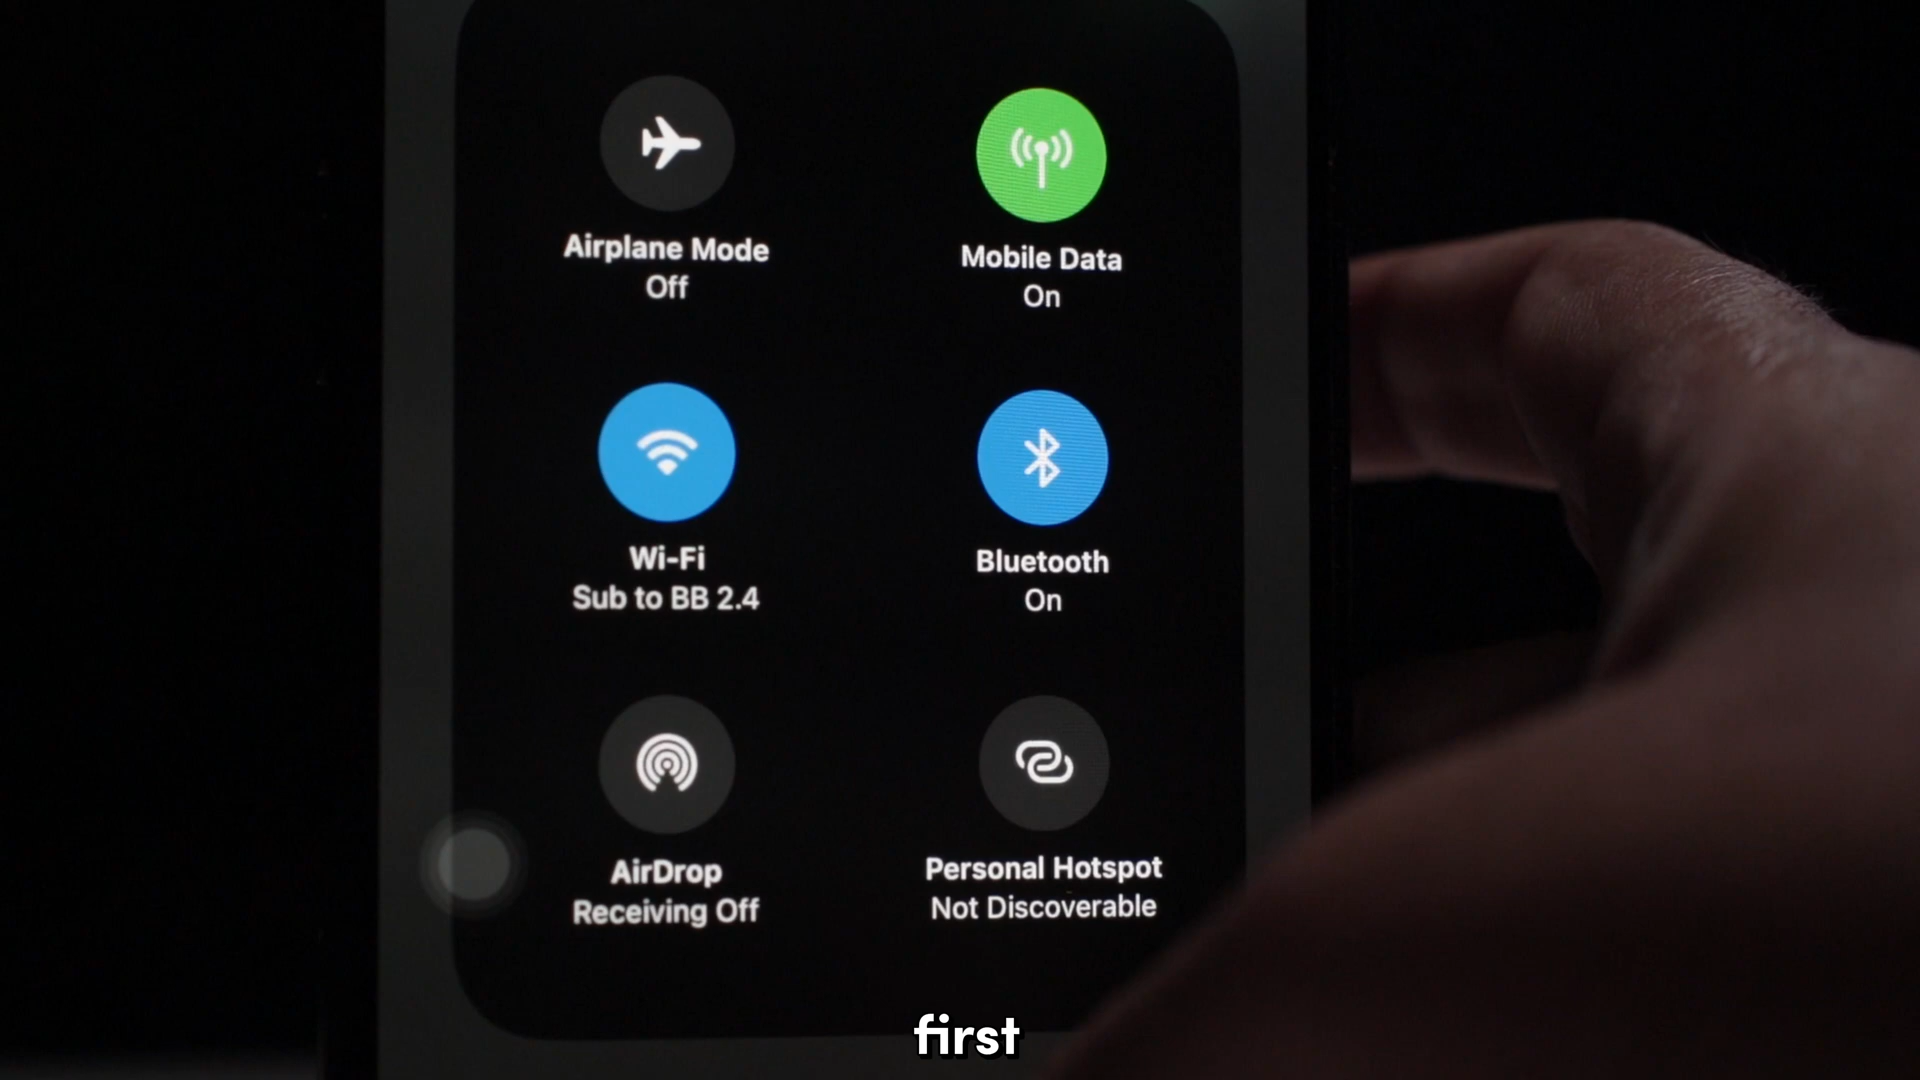 Airplane Mode
Off
Mobile Data
On
Wi-Fi
Sub to BB 2.4
Bluetooth
On
AirDrop
Receiving Off
Personal Hotspot
Not Discoverable
first